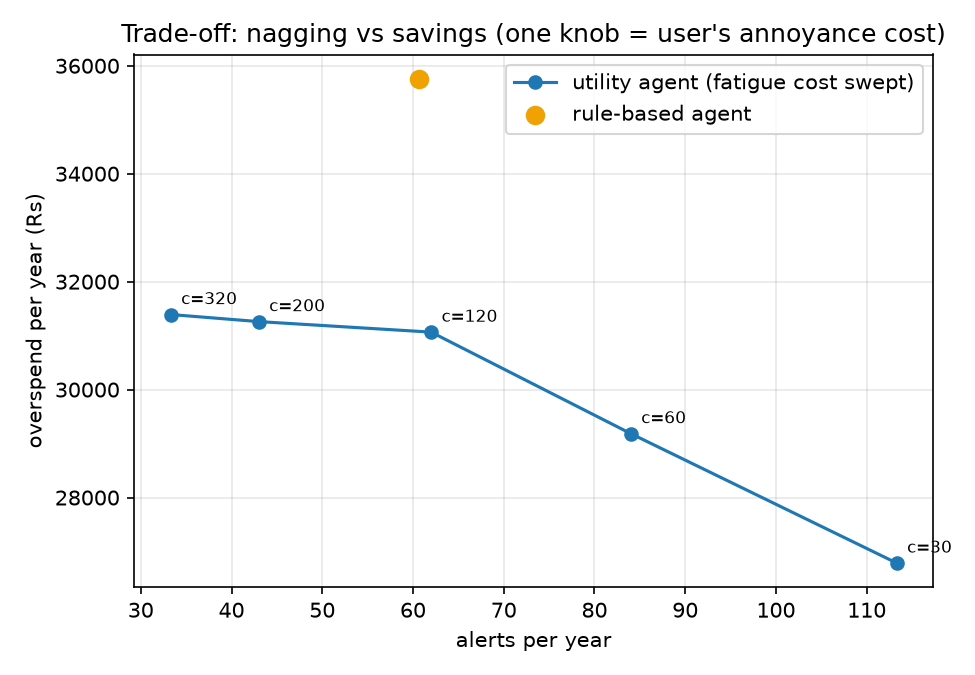 Trade-off: nagging vs savings (one knob = user's annoyance cost)
utility agent (fatigue cost swept)
rule-based agent
overspend per year (Rs)
36000
34000
32000
30000
28000
c=320
c=200
c=120
c=60
c=30
30 40 50 60 70 80 90 100 110
alerts per year